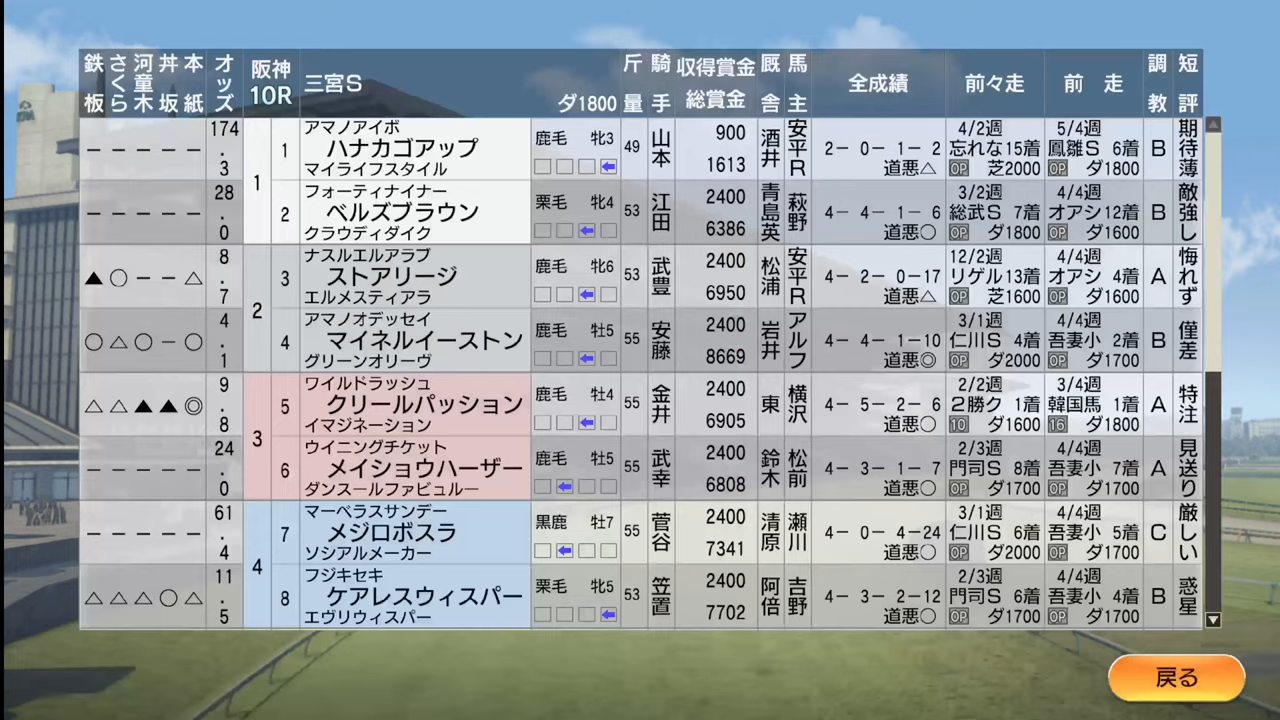 鉄板 さくら 河童木 丼坂 本紙 オッズ 阪神10R 三宮S ダ1800 斤量 騎手 収得賞金 総賞金 厩舎 馬主 全成績 前々走 前走 調教 短評
－ － － － － 174.3 1 1 アマノアイボ 鹿毛 牝3 49 山本 900 酒井 安平R 2－0－1－2 4/2週 5/4週 B 期待薄
ハナカゴアップ 忘れな15着 鳳雛S 6着
マイライフスタイル 1613 道悪△ OP 芝2000 OP ダ1800
－ － － － － 28.0 2 フォーティナイナー 栗毛 牝4 53 江田 2400 青島英 萩野 4－4－1－6 3/2週 4/4週 B 敵強し
ベルズブラウン 総武S 7着 オアシ12着
クラウディダイク 6386 道悪○ OP ダ1800 OP ダ1600
▲ ○ － － △ 8.7 2 3 ナスルエルアラブ 鹿毛 牝6 53 武豊 2400 松浦 安平R 4－2－0－17 12/2週 4/4週 A 侮れず
ストアリージ リゲル13着 オアシ 4着
エルメスティアラ 6950 道悪△ OP 芝1600 OP ダ1600
○ △ ○ － ○ 4.1 4 アマノオデッセイ 鹿毛 牡5 55 安藤 2400 岩井 アルフ 4－4－1－10 3/1週 4/4週 B 僅差
マイネルイーストン 仁川S 4着 吾妻小 2着
グリーンオリーヴ 8669 道悪◎ OP ダ2000 OP ダ1700
△ △ ▲ ▲ ◎ 9.8 3 5 ワイルドラッシュ 鹿毛 牡4 55 金井 2400 東 横沢 4－5－2－6 2/2週 3/4週 A 特注
クリールパッション 2勝ク 1着 韓国馬 1着
イマジネーション 6905 道悪○ 10 ダ1600 16 ダ1800
－ － － － － 24.0 6 ウイニングチケット 鹿毛 牡5 55 武幸 2400 鈴木 松前 4－3－1－7 2/3週 4/4週 A 見送り
メイショウハーザー 門司S 8着 吾妻小 7着
ダンスールファビュルー 6808 道悪○ OP ダ1700 OP ダ1700
－ － － － － 61.4 4 7 マーベラスサンデー 黒鹿 牡7 55 菅谷 2400 清原 瀬川 4－0－4－24 3/1週 4/4週 C 厳しい
メジロボスラ 仁川S 6着 吾妻小 5着
ソシアルメーカー 7341 道悪○ OP ダ2000 OP ダ1700
△ △ △ ○ △ 11.5 8 フジキセキ 栗毛 牝5 53 笠置 2400 阿倍 吉野 4－3－2－12 2/3週 4/4週 B 惑星
ケアレスウィスパー 門司S 6着 吾妻小 4着
エヴリウィスパー 7702 道悪○ OP ダ1700 OP ダ1700
戻る